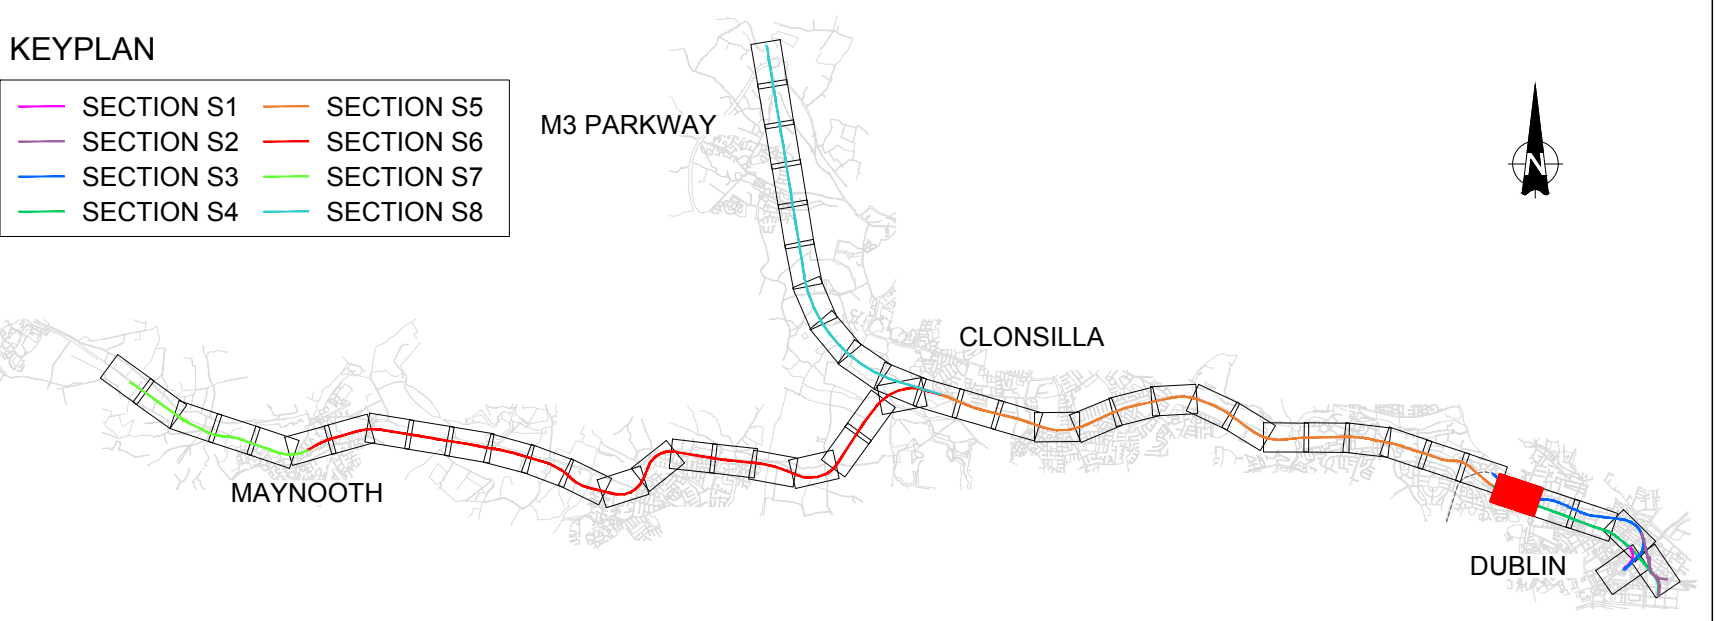 KEYPLAN
SECTION S1 SECTION S5
SECTION S2 SECTION S6
SECTION S3 SECTION S7
SECTION S4 SECTION S8
M3 PARKWAY
N
CLONSILLA
MAYNOOTH
DUBLIN